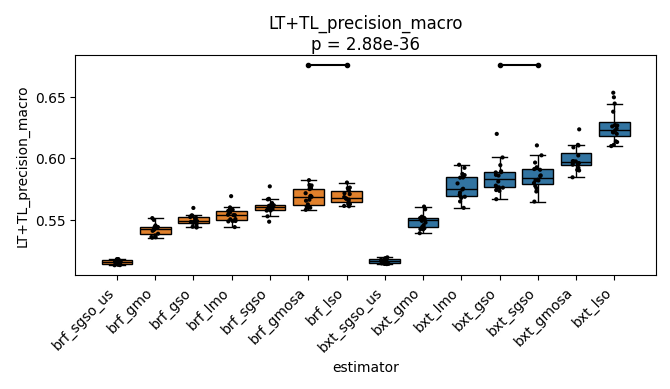 LT+TL_precision_macro
p = 2.88e-36
LT+TL_precision_macro
0.65
0.60
0.55
brf_sgso_us
brf_gmo
brf_gso
brf_lmo
brf_sgso
brf_gmosa
brf_lso
bxt_sgso_us
bxt_gmo
bxt_lmo
bxt_gso
bxt_sgso
bxt_gmosa
bxt_lso
estimator